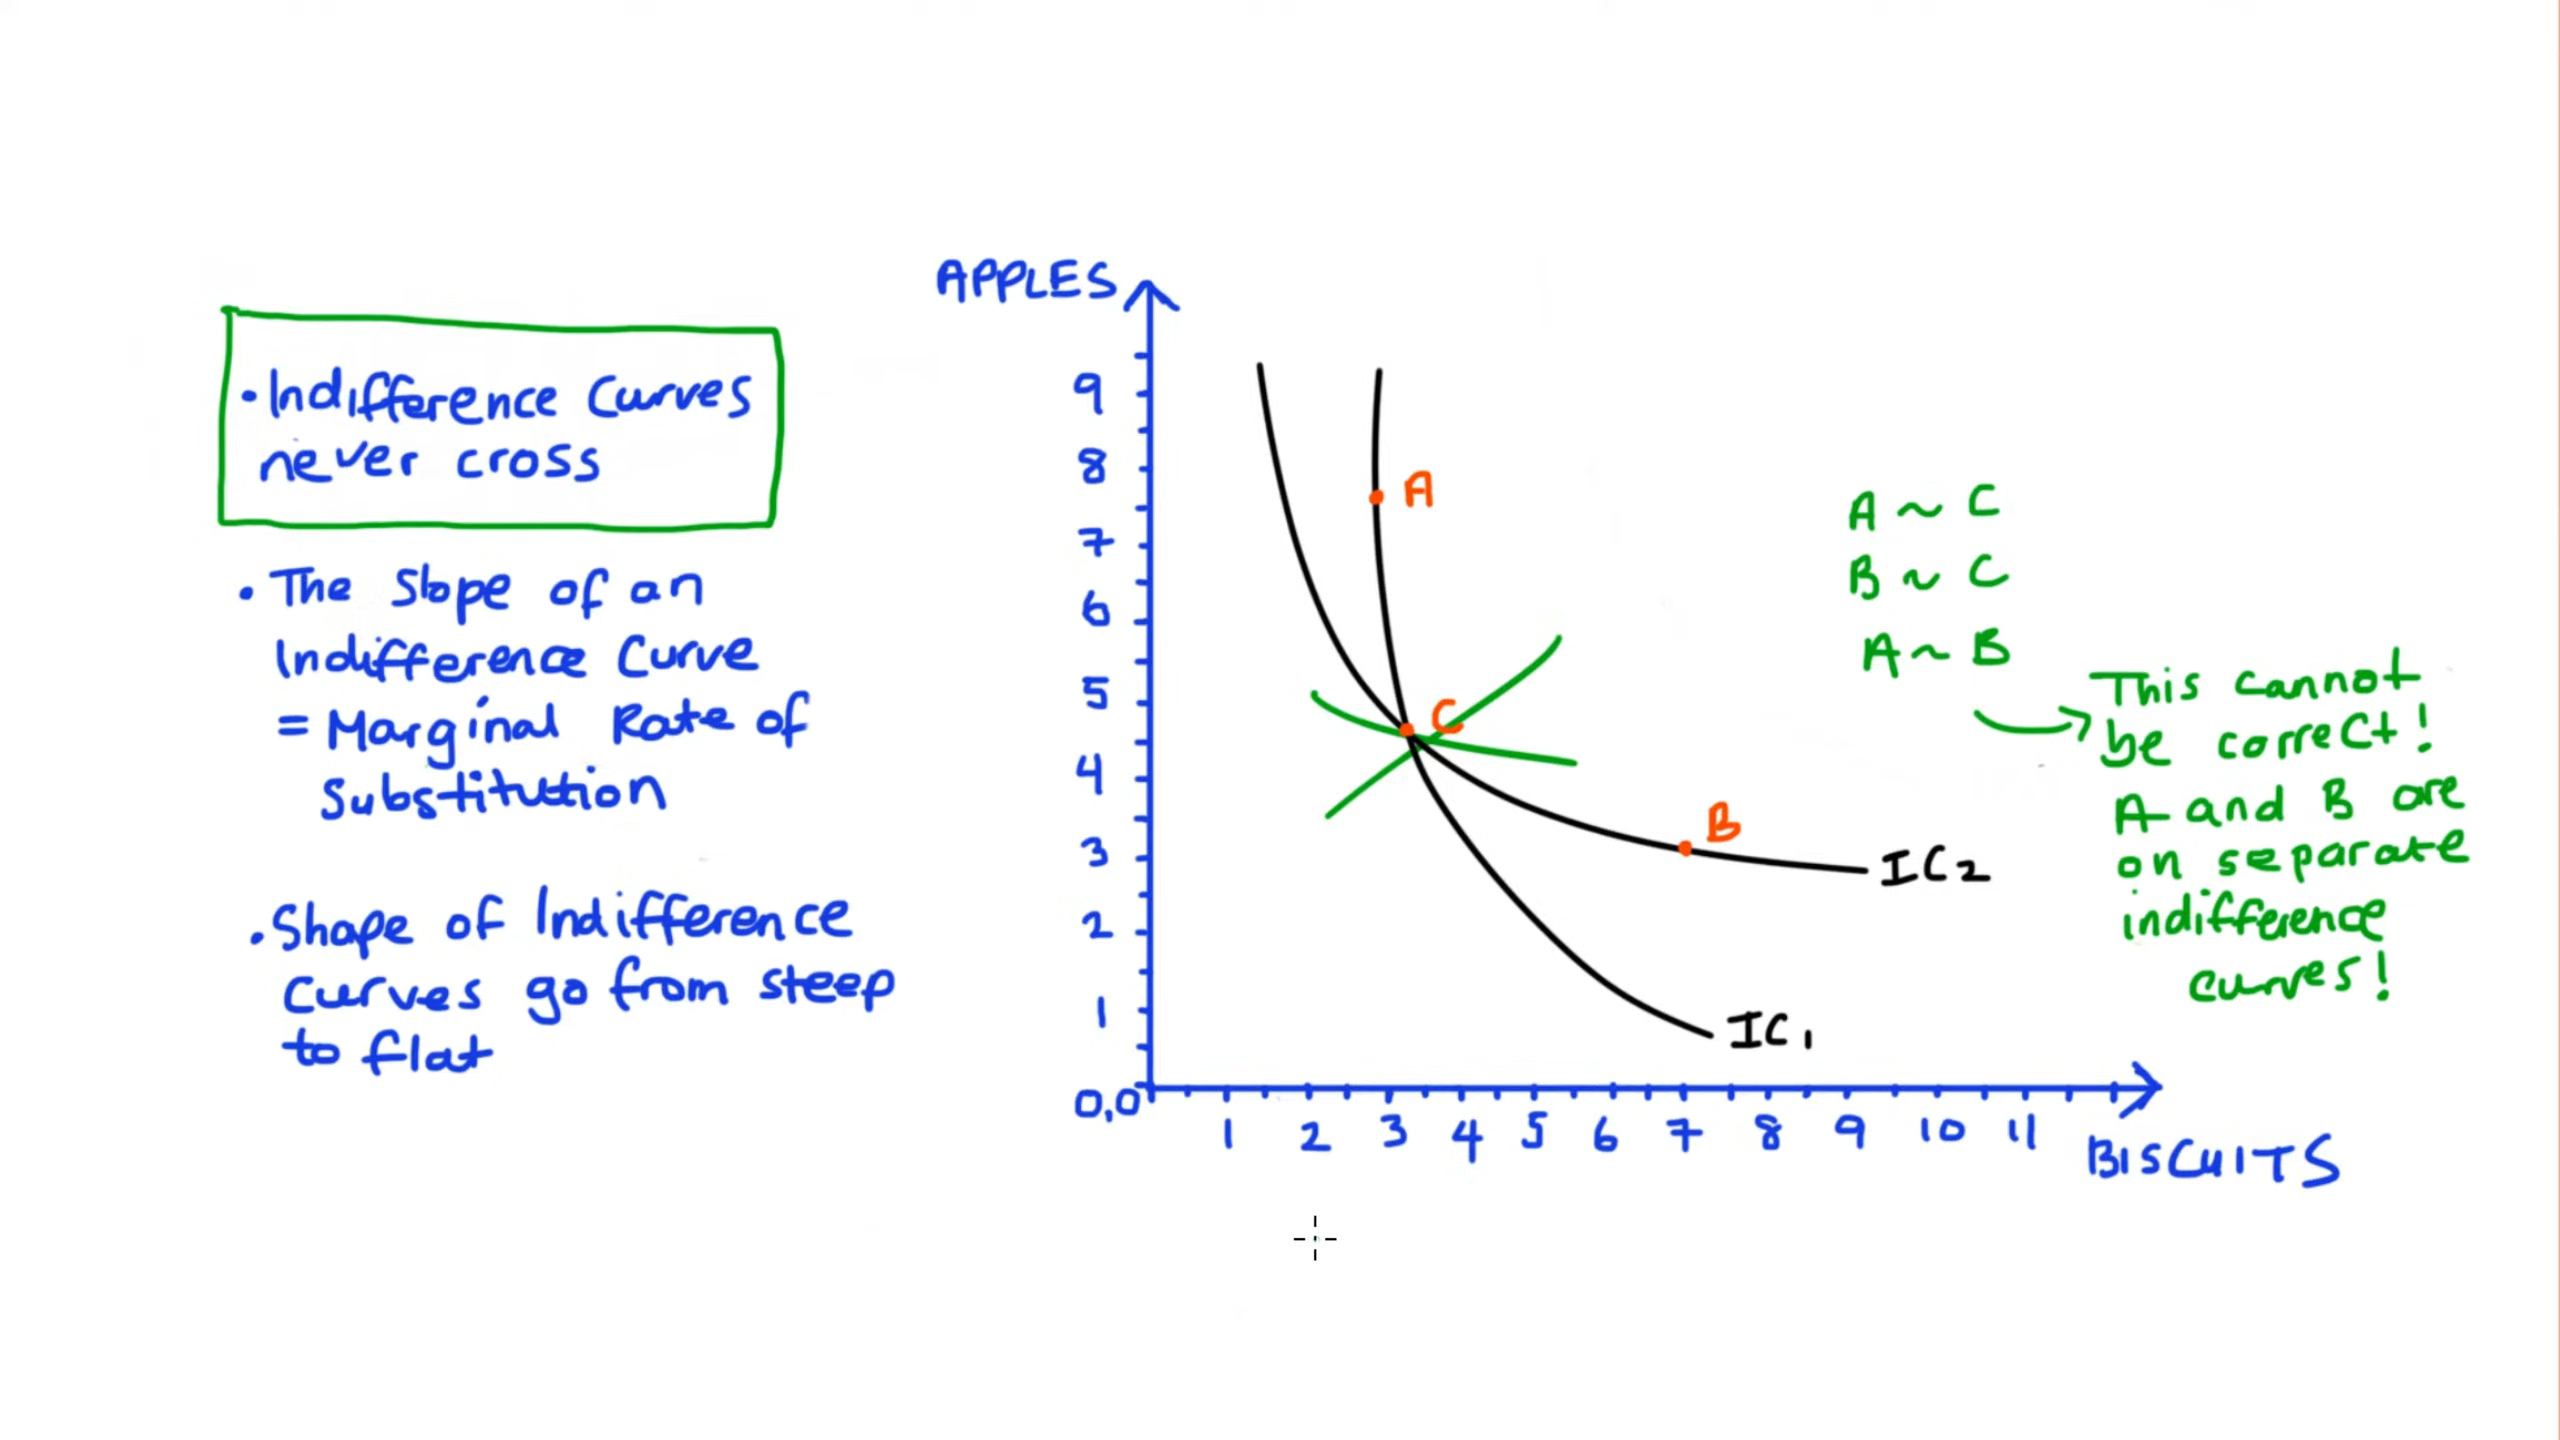 • Indifference Curves
never cross
• The Slope of an
Indifference Curve
= Marginal Rate of
Substitution
• Shape of Indifference
Curves go from steep
to flat
APPLES
9
8
7
6
5
4
3
2
1
0,0
1 2 3 4 5 6 7 8 9 10 11
BISCUITS
A
C
B
IC2
IC1
A ~ C
B ~ C
A ~ B
This cannot
be correct!
A and B are
on separate
indifference
curves!